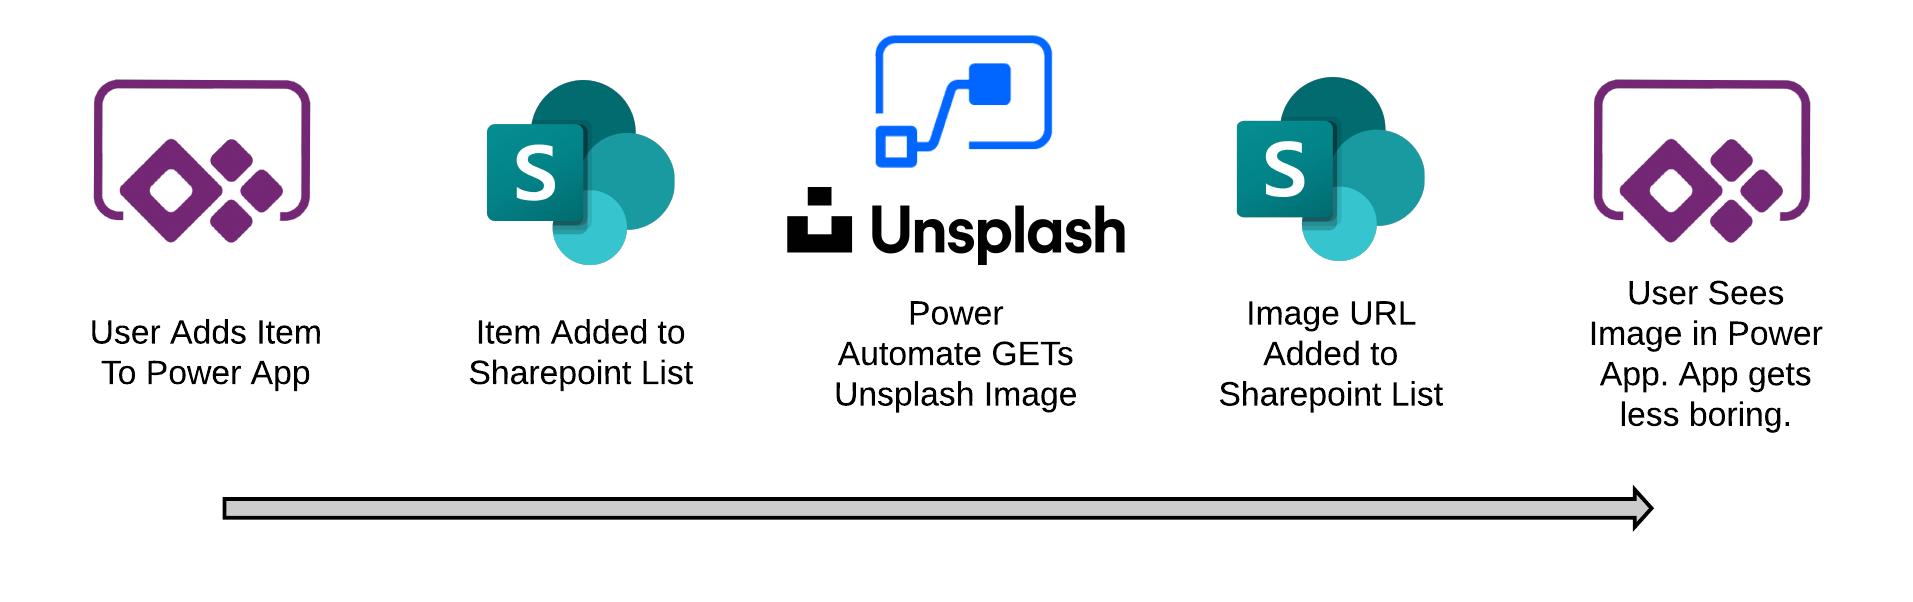 S
Unsplash
S
User Adds Item
To Power App
Item Added to
Sharepoint List
Power
Automate GETs
Unsplash Image
Image URL
Added to
Sharepoint List
User Sees
Image in Power
App. App gets
less boring.